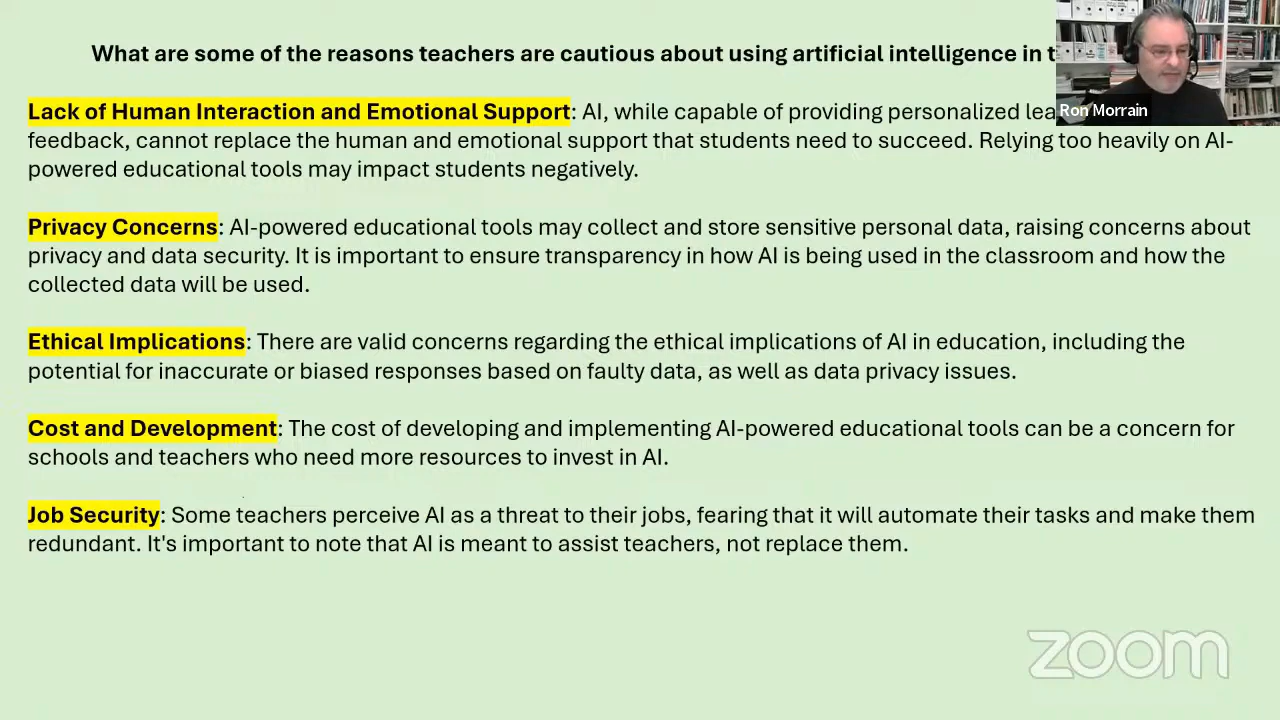 What are some of the reasons teachers are cautious about using artificial intelligence in
Lack of Human Interaction and Emotional Support: AI, while capable of providing personalized
Ron Morrain
feedback, cannot replace the human and emotional support that students need to succeed. Relying too heavily on AI-
powered educational tools may impact students negatively.
Privacy Concerns: AI-powered educational tools may collect and store sensitive personal data, raising concerns about
privacy and data security. It is important to ensure transparency in how AI is being used in the classroom and how the
collected data will be used.
Ethical Implications: There are valid concerns regarding the ethical implications of AI in education, including the
potential for inaccurate or biased responses based on faulty data, as well as data privacy issues.
Cost and Development: The cost of developing and implementing AI-powered educational tools can be a concern for
schools and teachers who need more resources to invest in AI.
Job Security: Some teachers perceive AI as a threat to their jobs, fearing that it will automate their tasks and make them
redundant. It's important to note that AI is meant to assist teachers, not replace them.
zoom